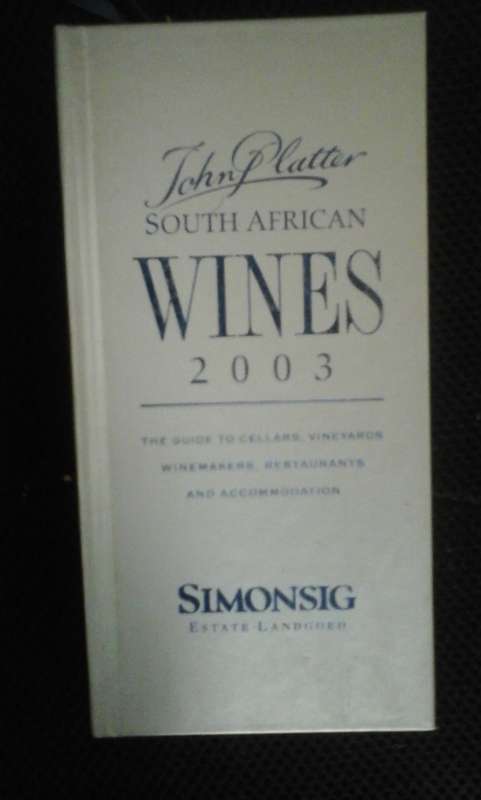 John Platter
SOUTH AFRICAN
WINES
2003
THE GUIDE TO CELLARS, VINEYARDS
WINEMAKERS, RESTAURANTS
AND ACCOMMODATION
SIMONSIG
ESTATE · LANDGOED